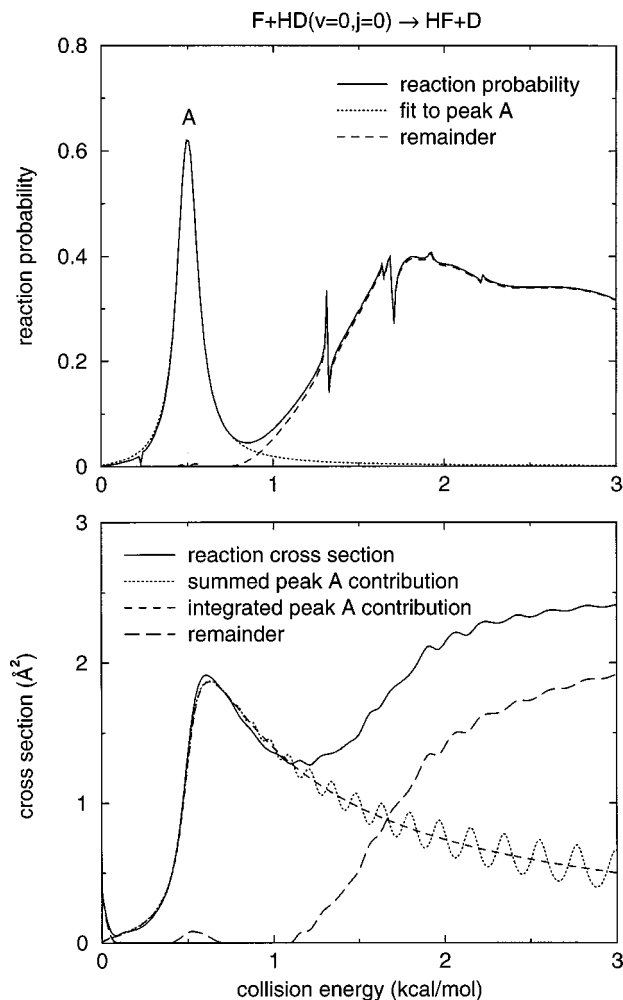 F+HD(v=0,j=0) → HF+D
0.8
reaction probability
fit to peak A
remainder
A
0.6
0.4
0.2
0
reaction probability
0
1
2
3
3
reaction cross section
summed peak A contribution
integrated peak A contribution
remainder
2
1
0
cross section (Å²)
0
1
2
3
collision energy (kcal/mol)